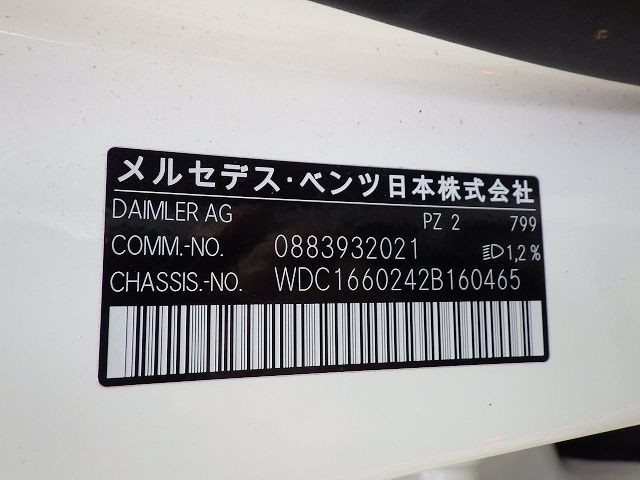 メルセデス・ベンツ日本株式会社
DAIMLER AG PZ 2 799
COMM.-NO. 0883932021 1,2%
CHASSIS.-NO. WDC1660242B160465